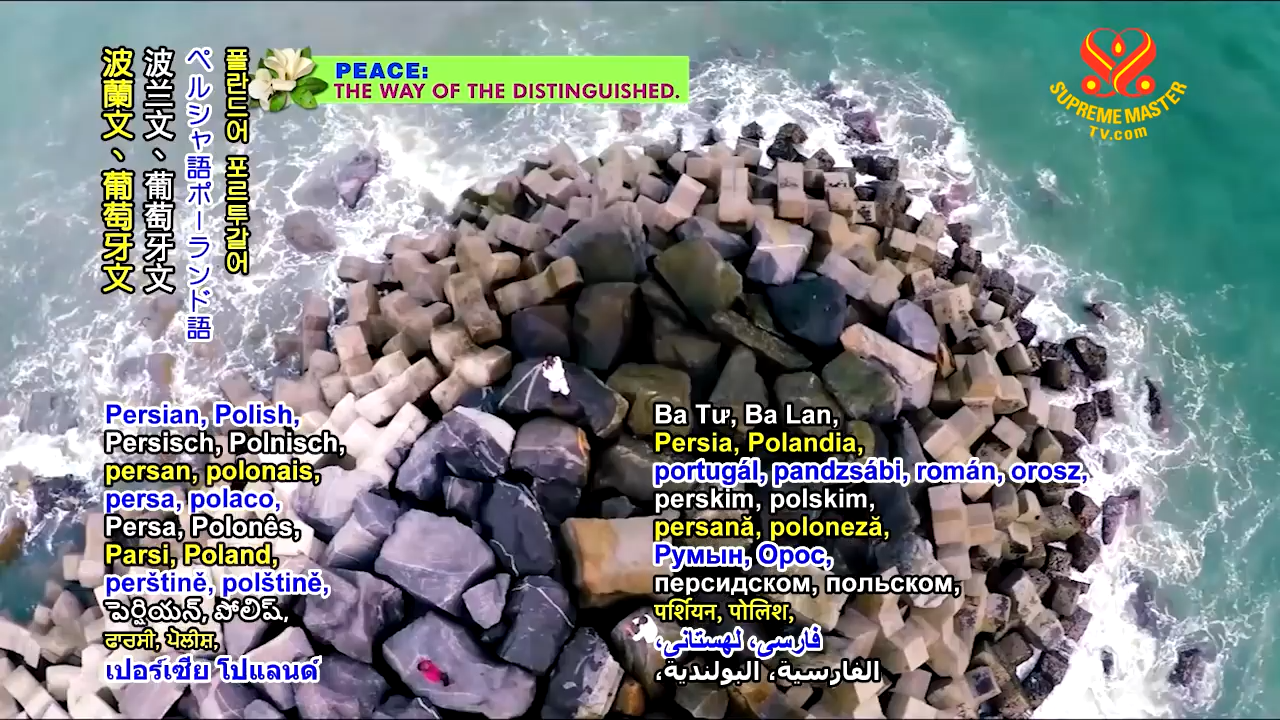 波蘭文、葡萄牙文
波兰文、葡萄牙文
ペルシャ語ポーランド語
폴란드어 포르투갈어
PEACE:
THE WAY OF THE DISTINGUISHED.
SUPREME MASTER
TV.com
Persian, Polish,
Persisch, Polnisch,
persan, polonais,
persa, polaco,
Persa, Polonês,
Parsi, Poland,
perštině, polštině,
పెర్షియన్, పోలిష్,
ਫਾਰਸੀ, ਪੋਲੀਸ਼,
เปอร์เซีย โปแลนด์
Ba Tư, Ba Lan,
Persia, Polandia,
portugál, pandzsábi, román, orosz,
perskim, polskim,
persană, poloneză,
Румын, Орос,
персидском, польском,
पर्शियन, पोलिश,
فارسی، لهستانی،
الفارسية، البولندية،